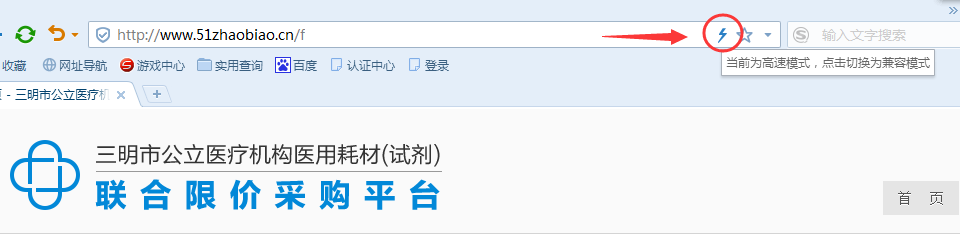 http://www.51zhaobiao.cn/f
输入文字搜索
收藏 网址导航 游戏中心 实用查询 百度 认证中心 登录
当前为高速模式，点击切换为兼容模式
- 三明市公立医疗机
三明市公立医疗机构医用耗材(试剂)
联合限价采购平台
首 页